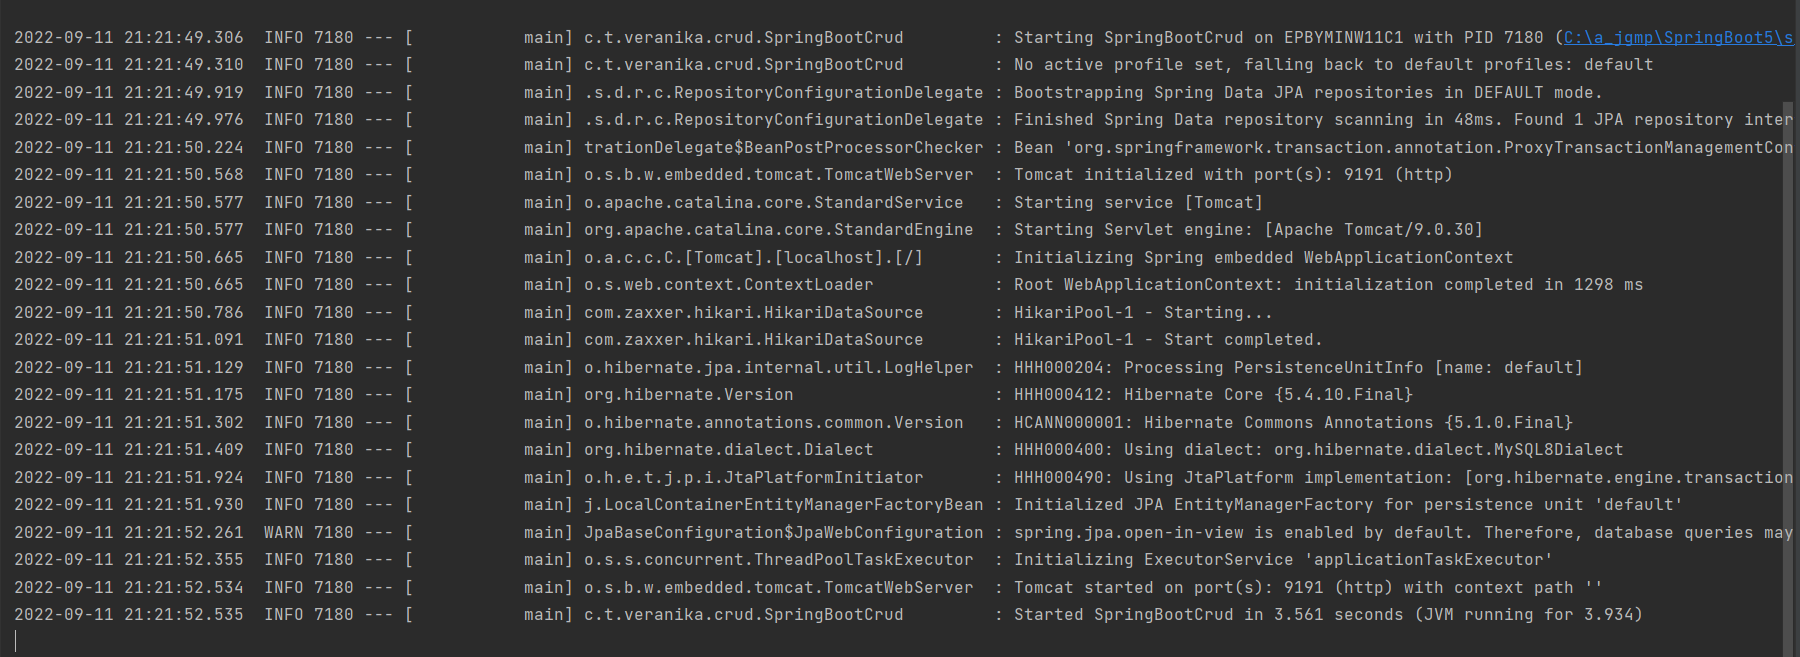 2022-09-11 21:21:49.306  INFO 7180 --- [           main] c.t.veranika.crud.SpringBootCrud         : Starting SpringBootCrud on EPBYMINW11C1 with PID 7180 (C:\a_jgmp\SpringBoot5\s
2022-09-11 21:21:49.310  INFO 7180 --- [           main] c.t.veranika.crud.SpringBootCrud         : No active profile set, falling back to default profiles: default
2022-09-11 21:21:49.919  INFO 7180 --- [           main] .s.d.r.c.RepositoryConfigurationDelegate : Bootstrapping Spring Data JPA repositories in DEFAULT mode.
2022-09-11 21:21:49.976  INFO 7180 --- [           main] .s.d.r.c.RepositoryConfigurationDelegate : Finished Spring Data repository scanning in 48ms. Found 1 JPA repository inter
2022-09-11 21:21:50.224  INFO 7180 --- [           main] trationDelegate$BeanPostProcessorChecker : Bean 'org.springframework.transaction.annotation.ProxyTransactionManagementCon
2022-09-11 21:21:50.568  INFO 7180 --- [           main] o.s.b.w.embedded.tomcat.TomcatWebServer  : Tomcat initialized with port(s): 9191 (http)
2022-09-11 21:21:50.577  INFO 7180 --- [           main] o.apache.catalina.core.StandardService   : Starting service [Tomcat]
2022-09-11 21:21:50.577  INFO 7180 --- [           main] org.apache.catalina.core.StandardEngine  : Starting Servlet engine: [Apache Tomcat/9.0.30]
2022-09-11 21:21:50.665  INFO 7180 --- [           main] o.a.c.c.C.[Tomcat].[localhost].[/]       : Initializing Spring embedded WebApplicationContext
2022-09-11 21:21:50.665  INFO 7180 --- [           main] o.s.web.context.ContextLoader            : Root WebApplicationContext: initialization completed in 1298 ms
2022-09-11 21:21:50.786  INFO 7180 --- [           main] com.zaxxer.hikari.HikariDataSource       : HikariPool-1 - Starting...
2022-09-11 21:21:51.091  INFO 7180 --- [           main] com.zaxxer.hikari.HikariDataSource       : HikariPool-1 - Start completed.
2022-09-11 21:21:51.129  INFO 7180 --- [           main] o.hibernate.jpa.internal.util.LogHelper  : HHH000204: Processing PersistenceUnitInfo [name: default]
2022-09-11 21:21:51.175  INFO 7180 --- [           main] org.hibernate.Version                    : HHH000412: Hibernate Core {5.4.10.Final}
2022-09-11 21:21:51.302  INFO 7180 --- [           main] o.hibernate.annotations.common.Version   : HCANN000001: Hibernate Commons Annotations {5.1.0.Final}
2022-09-11 21:21:51.409  INFO 7180 --- [           main] org.hibernate.dialect.Dialect            : HHH000400: Using dialect: org.hibernate.dialect.MySQL8Dialect
2022-09-11 21:21:51.924  INFO 7180 --- [           main] o.h.e.t.j.p.i.JtaPlatformInitiator       : HHH000490: Using JtaPlatform implementation: [org.hibernate.engine.transaction
2022-09-11 21:21:51.930  INFO 7180 --- [           main] j.LocalContainerEntityManagerFactoryBean : Initialized JPA EntityManagerFactory for persistence unit 'default'
2022-09-11 21:21:52.261  WARN 7180 --- [           main] JpaBaseConfiguration$JpaWebConfiguration : spring.jpa.open-in-view is enabled by default. Therefore, database queries may
2022-09-11 21:21:52.355  INFO 7180 --- [           main] o.s.s.concurrent.ThreadPoolTaskExecutor  : Initializing ExecutorService 'applicationTaskExecutor'
2022-09-11 21:21:52.534  INFO 7180 --- [           main] o.s.b.w.embedded.tomcat.TomcatWebServer  : Tomcat started on port(s): 9191 (http) with context path ''
2022-09-11 21:21:52.535  INFO 7180 --- [           main] c.t.veranika.crud.SpringBootCrud         : Started SpringBootCrud in 3.561 seconds (JVM running for 3.934)